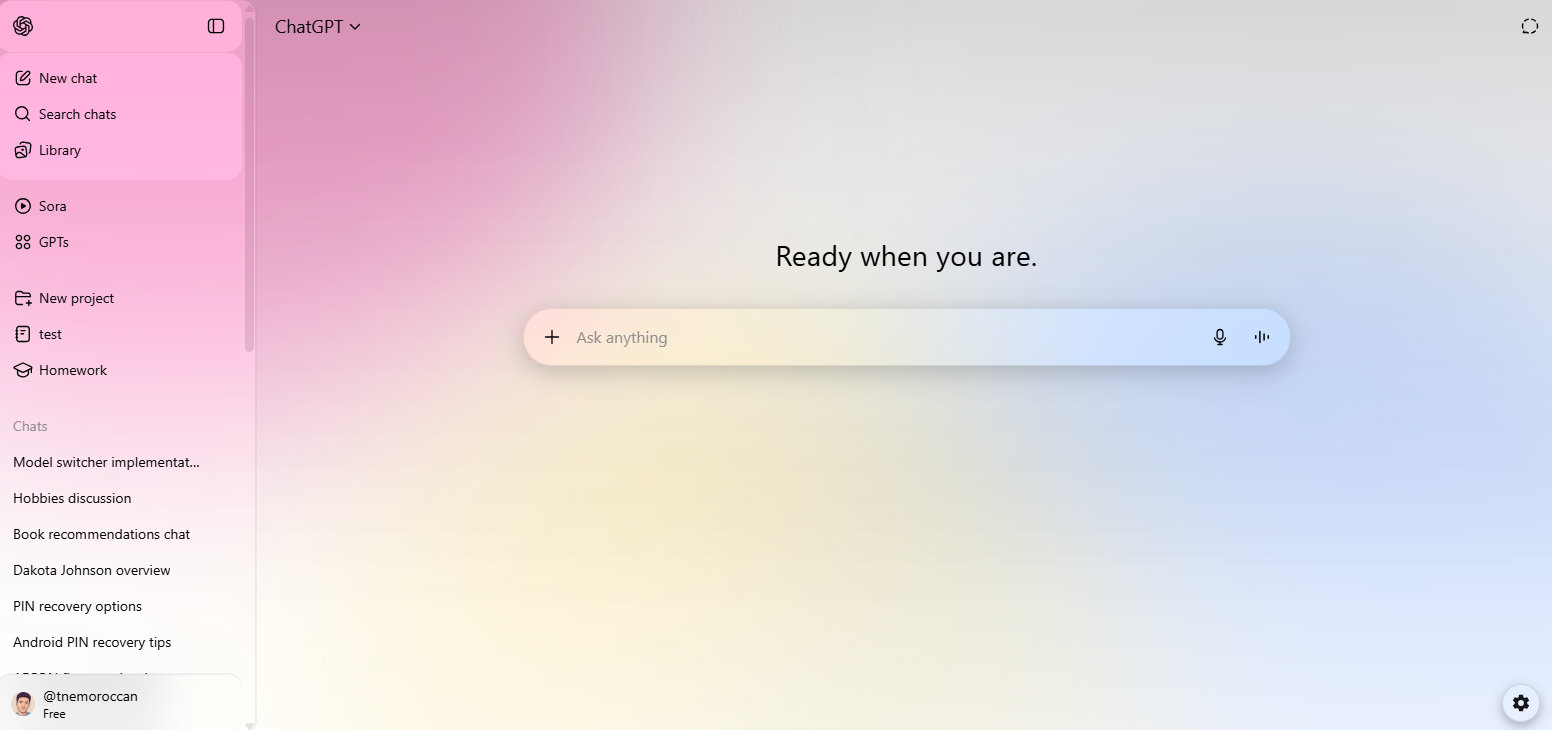 ChatGPT
New chat
Search chats
Library
Sora
GPTs
New project
test
Homework
Chats
Model switcher implementat...
Hobbies discussion
Book recommendations chat
Dakota Johnson overview
PIN recovery options
Android PIN recovery tips
@tnemoroccan
Free
Ready when you are.
Ask anything